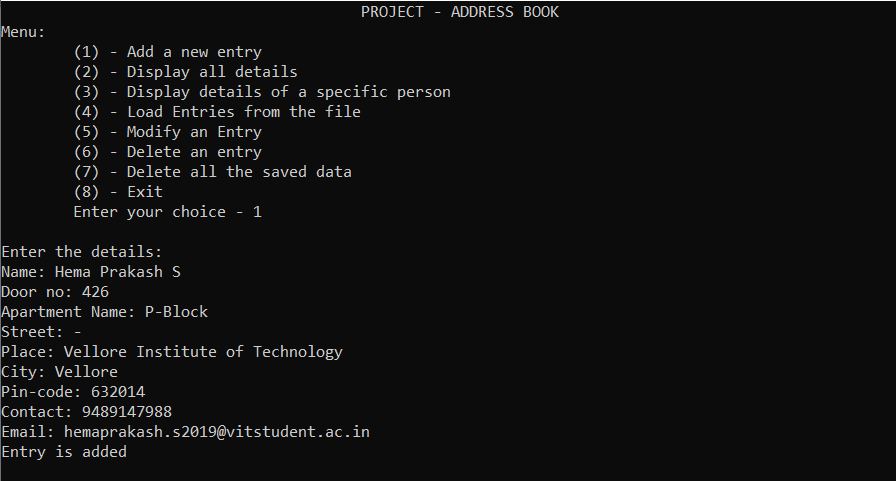 PROJECT - ADDRESS BOOK
Menu:
(1) - Add a new entry
(2) - Display all details
(3) - Display details of a specific person
(4) - Load Entries from the file
(5) - Modify an Entry
(6) - Delete an entry
(7) - Delete all the saved data
(8) - Exit
Enter your choice - 1
Enter the details:
Name: Hema Prakash S
Door no: 426
Apartment Name: P-Block
Street: -
Place: Vellore Institute of Technology
City: Vellore
Pin-code: 632014
Contact: 9489147988
Email: hemaprakash.s2019@vitstudent.ac.in
Entry is added